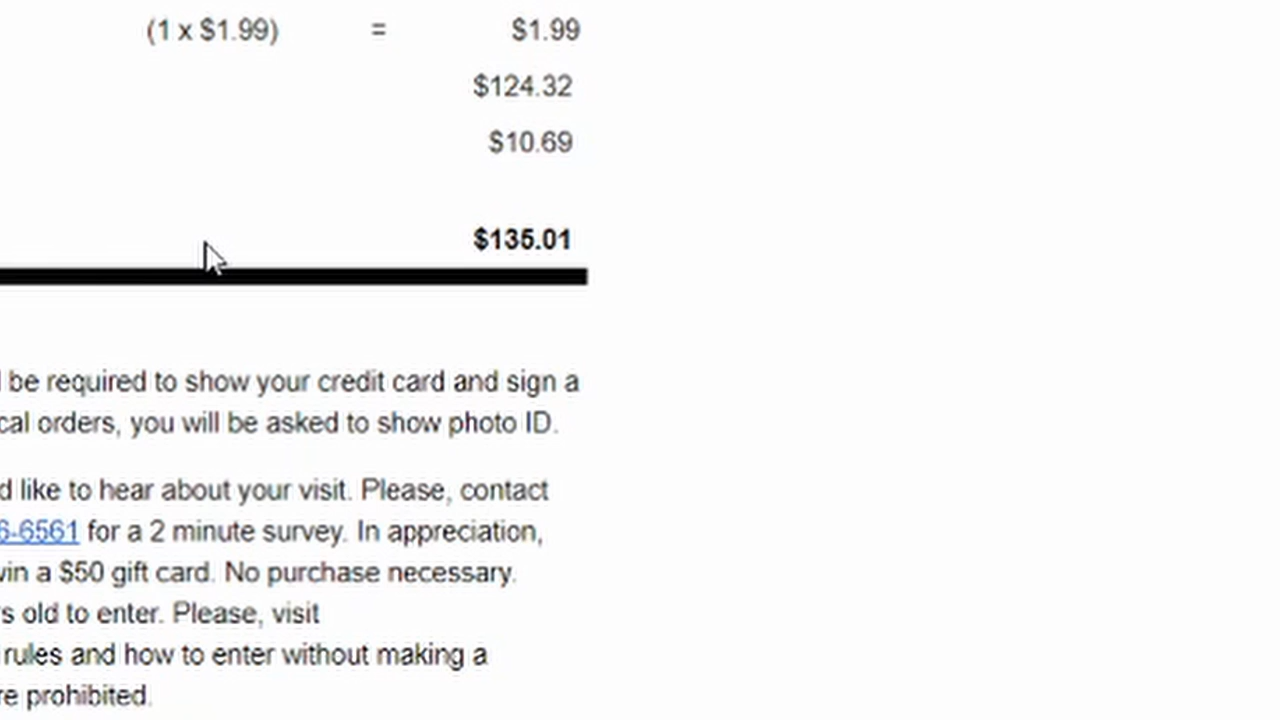 (1 x $1.99) = $1.99
$124.32
$10.69
$135.01
be required to show your credit card and sign a
cal orders, you will be asked to show photo ID.
d like to hear about your visit. Please, contact
6-6561 for a 2 minute survey. In appreciation,
win a $50 gift card. No purchase necessary.
s old to enter. Please, visit
rules and how to enter without making a
re prohibited.